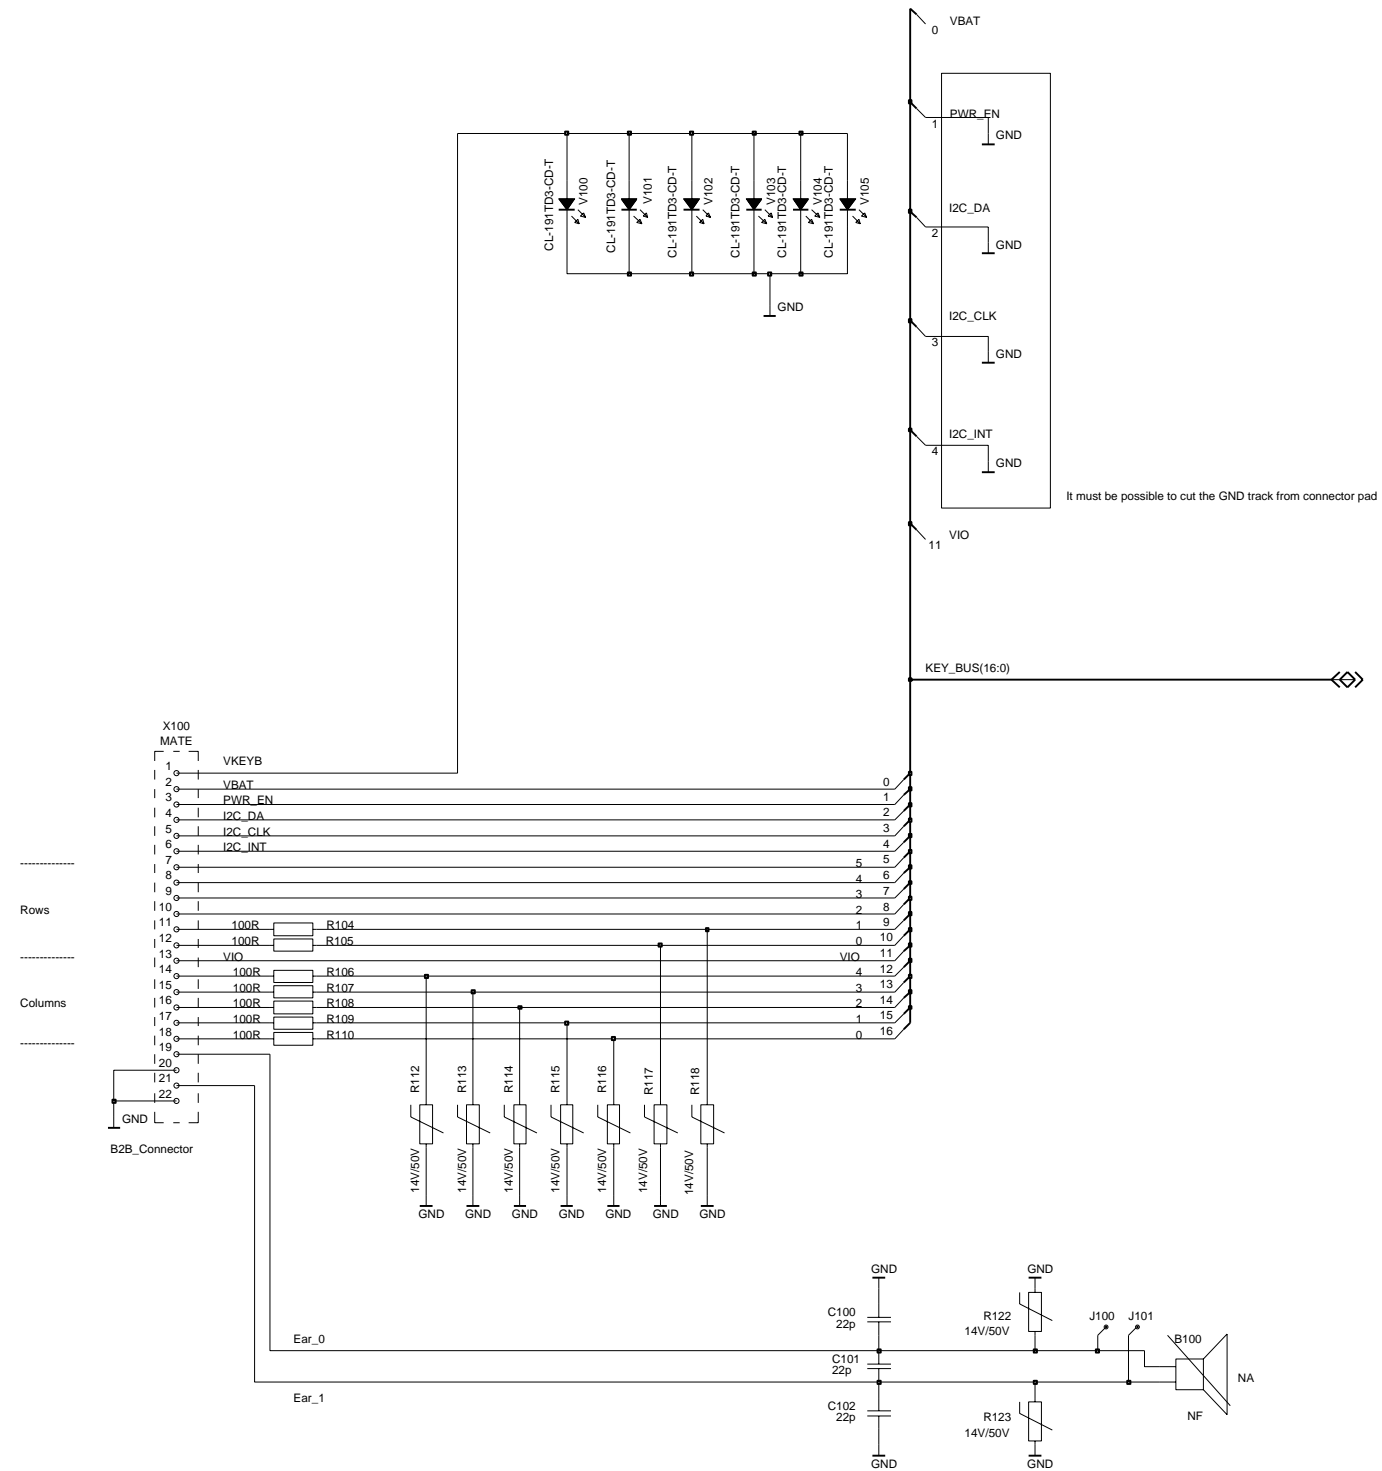 VBAT
0
PWR_EN
1
GND
CL-191TD3-CD-T
V100
CL-191TD3-CD-T
V101
CL-191TD3-CD-T
V102
CL-191TD3-CD-T
V103
CL-191TD3-CD-T
V104
CL-191TD3-CD-T
V105
GND
I2C_DA
2
GND
I2C_CLK
3
GND
I2C_INT
4
GND
It must be possible to cut the GND track from connector pad
VIO
11
KEY_BUS(16:0)
X100
MATE
1 VKEYB
2 VBAT 0
3 PWR_EN 1
4 I2C_DA 2
5 I2C_CLK 3
6 I2C_INT 4
--------------
7 5 5
8 4 6
9 3 7
Rows
10 2 8
11 100R R104 1 9
12 100R R105 0 10
--------------
13 VIO VIO 11
14 100R R106 4 12
15 100R R107 3 13
Columns
16 100R R108 2 14
17 100R R109 1 15
18 100R R110 0 16
--------------
19
20
21
22
GND
B2B_Connector
R112
14V/50V
GND
R113
14V/50V
GND
R114
14V/50V
GND
R115
14V/50V
GND
R116
14V/50V
GND
R117
14V/50V
GND
R118
14V/50V
GND
GND
GND
C100
22p
R122
14V/50V
J100
J101
B100
Ear_0
C101
22p
NA
Ear_1
C102
22p
R123
14V/50V
NF
GND
GND